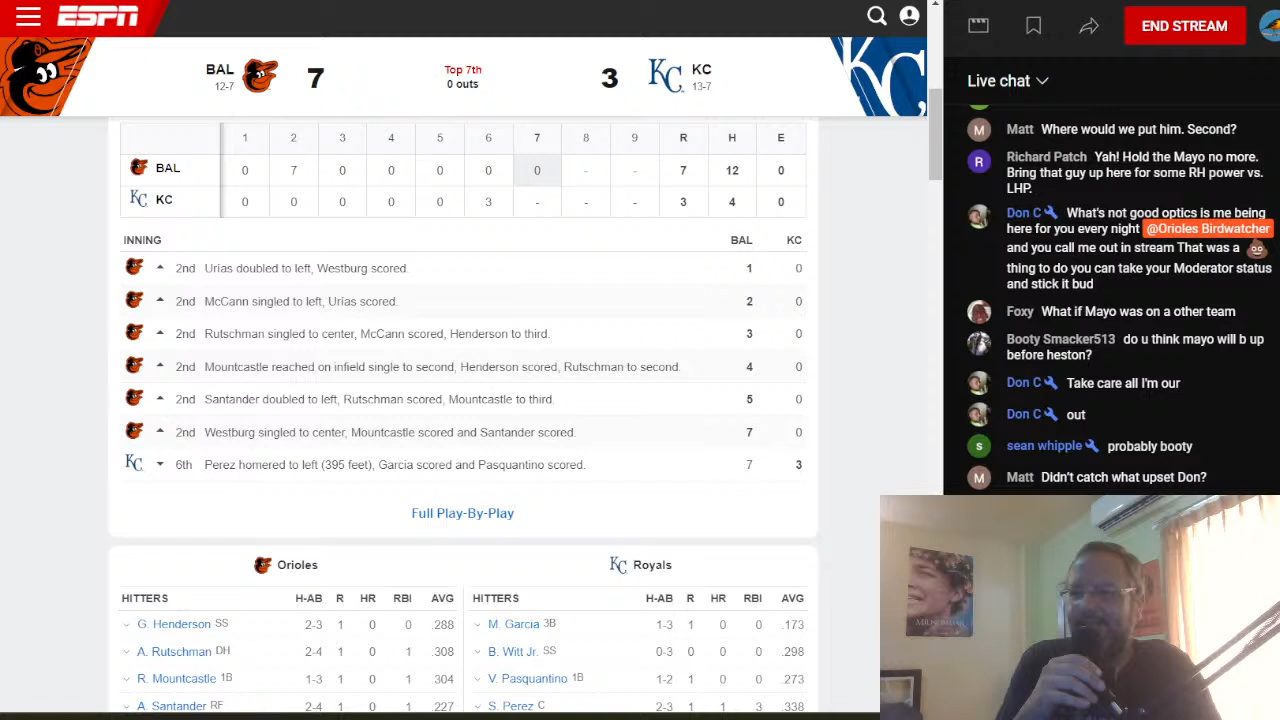 ESPN
BAL
12-7
7
Top 7th
0 outs
3
KC
13-7
1 2 3 4 5 6 7 8 9 R H E
BAL 0 7 0 0 0 0 0 - - 7 12 0
KC 0 0 0 0 0 3 - - - 3 4 0
INNING BAL KC
2nd Urías doubled to left, Westburg scored. 1 0
2nd McCann singled to left, Urías scored. 2 0
2nd Rutschman singled to center, McCann scored, Henderson to third. 3 0
2nd Mountcastle reached on infield single to second, Henderson scored, Rutschman to second. 4 0
2nd Santander doubled to left, Rutschman scored, Mountcastle to third. 5 0
2nd Westburg singled to center, Mountcastle scored and Santander scored. 7 0
6th Perez homered to left (395 feet), Garcia scored and Pasquantino scored. 7 3
Full Play-By-Play
Orioles
HITTERS H-AB R HR RBI AVG
G. Henderson SS 2-3 1 0 0 .288
A. Rutschman DH 2-4 1 0 1 .308
R. Mountcastle 1B 1-3 1 0 1 .304
A. Santander RF 2-4 1 0 1 .227
Royals
HITTERS H-AB R HR RBI AVG
M. Garcia 3B 1-3 1 0 0 .173
B. Witt Jr. SS 0-3 0 0 0 .298
V. Pasquantino 1B 1-2 1 0 0 .273
S. Perez C 2-3 1 1 3 .338
END STREAM
Live chat
M Matt Where would we put him. Second?
R Richard Patch Yah! Hold the Mayo no more.
Bring that guy up here for some RH power vs.
LHP.
Don C What's not good optics is me being
here for you every night @Orioles Birdwatcher
and you call me out in stream That was a
thing to do you can take your Moderator status
and stick it bud
Foxy What if Mayo was on a other team
Booty Smacker513 do u think mayo will b up
before heston?
Don C Take care all I'm our
Don C out
s sean whipple probably booty
M Matt Didn't catch what upset Don?